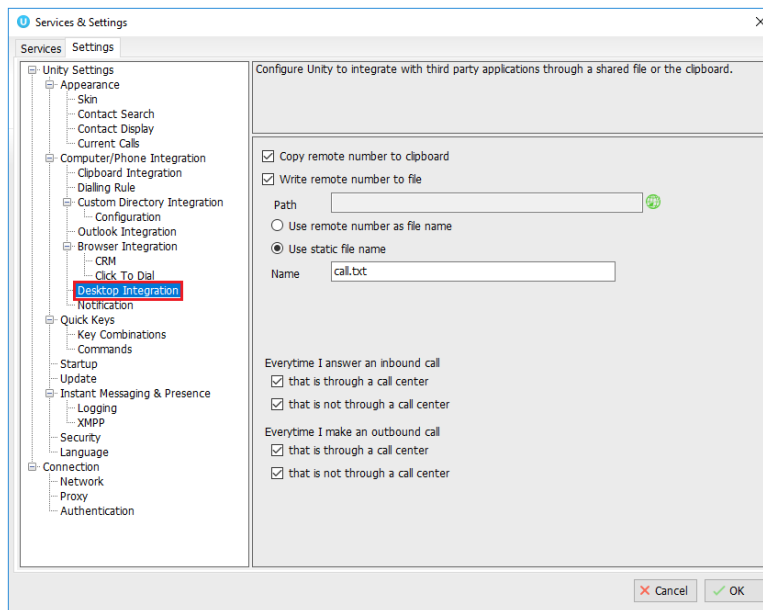 Services & Settings
Services Settings
Unity Settings
Appearance
Skin
Contact Search
Contact Display
Current Calls
Computer/Phone Integration
Clipboard Integration
Dialling Rule
Custom Directory Integration
Configuration
Outlook Integration
Browser Integration
CRM
Click To Dial
Desktop Integration
Notification
Quick Keys
Key Combinations
Commands
Startup
Update
Instant Messaging & Presence
Logging
XMPP
Security
Language
Connection
Network
Proxy
Authentication
Configure Unity to integrate with third party applications through a shared file or the clipboard.
Copy remote number to clipboard
Write remote number to file
Path
Use remote number as file name
Use static file name
Name call.txt
Everytime I answer an inbound call
that is through a call center
that is not through a call center
Everytime I make an outbound call
that is through a call center
that is not through a call center
Cancel OK